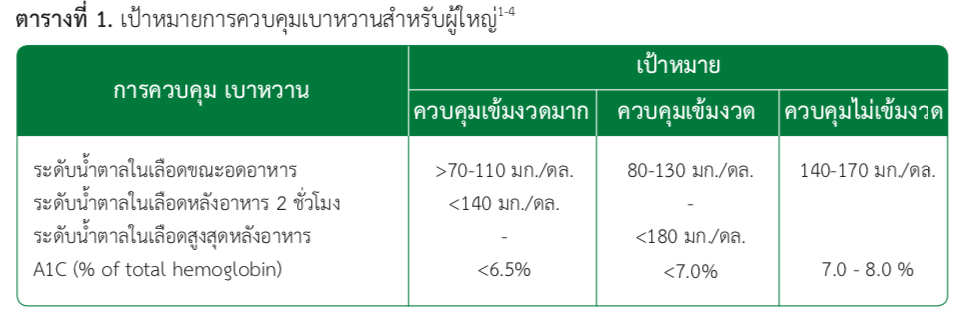 ตารางที่ 1. เป้าหมายการควบคุมเบาหวานสำหรับผู้ใหญ่1-4
การควบคุม เบาหวาน
เป้าหมาย
ควบคุมเข้มงวดมาก ควบคุมเข้มงวด ควบคุมไม่เข้มงวด
ระดับน้ำตาลในเลือดขณะอดอาหาร >70-110 มก./ดล. 80-130 มก./ดล. 140-170 มก./ดล.
ระดับน้ำตาลในเลือดหลังอาหาร 2 ชั่วโมง <140 มก./ดล. -
ระดับน้ำตาลในเลือดสูงสุดหลังอาหาร - <180 มก./ดล.
A1C (% of total hemoglobin) <6.5% <7.0% 7.0 - 8.0 %